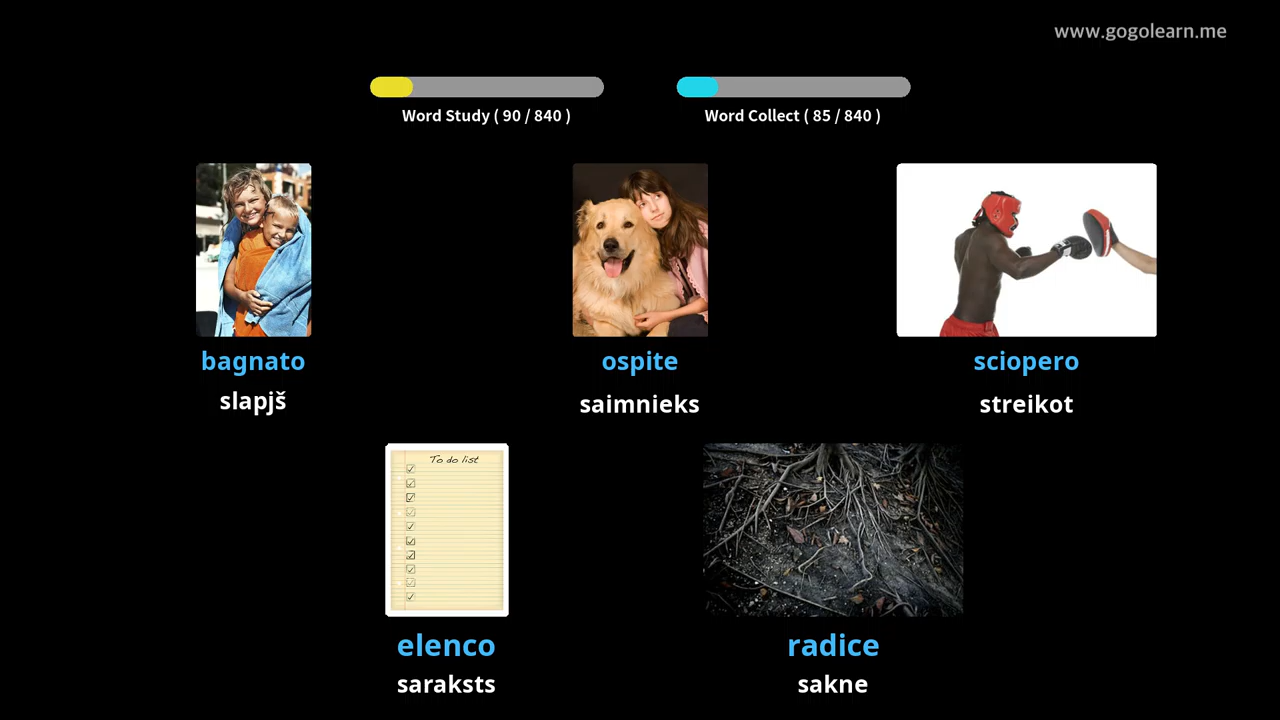 www.gogolearn.me
Word Study ( 90 / 840 )
Word Collect ( 85 / 840 )
bagnato
slapjš
ospite
saimnieks
sciopero
streikot
To do list
elenco
saraksts
radice
sakne